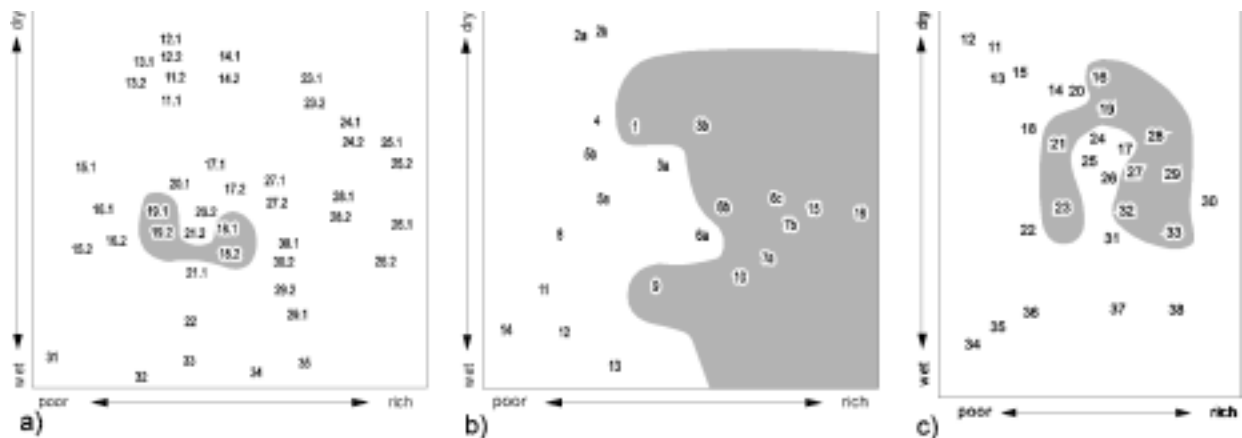 dry
12.1
13.1 12.2 14.1
13.2 11.2 14.2 23.1
11.1 23.2
24.1
24.2 25.1
15.1 17.1 25.2
20.1 17.2 27.1
28.1
16.1 19.1 20.2 27.2 28.2
19.2 21.2 18.1 26.1
15.2 16.2 18.2 30.1
30.2 26.2
21.1
29.2
22 29.1
31 33 35
32 34
wet
poor rich
a)
dry
2a 2b
4 1 3b
5b 3a
5a 6b 6c 15 16
8 6a 7b
7a
11 9 10
14 12
13
wet
poor rich
b)
dry
12 11
13 15 14 20 16
19
18 21 24 17 28
25 26 27 29
23 32 30
22 31 33
36 37 38
34 35
wet
poor rich
c)